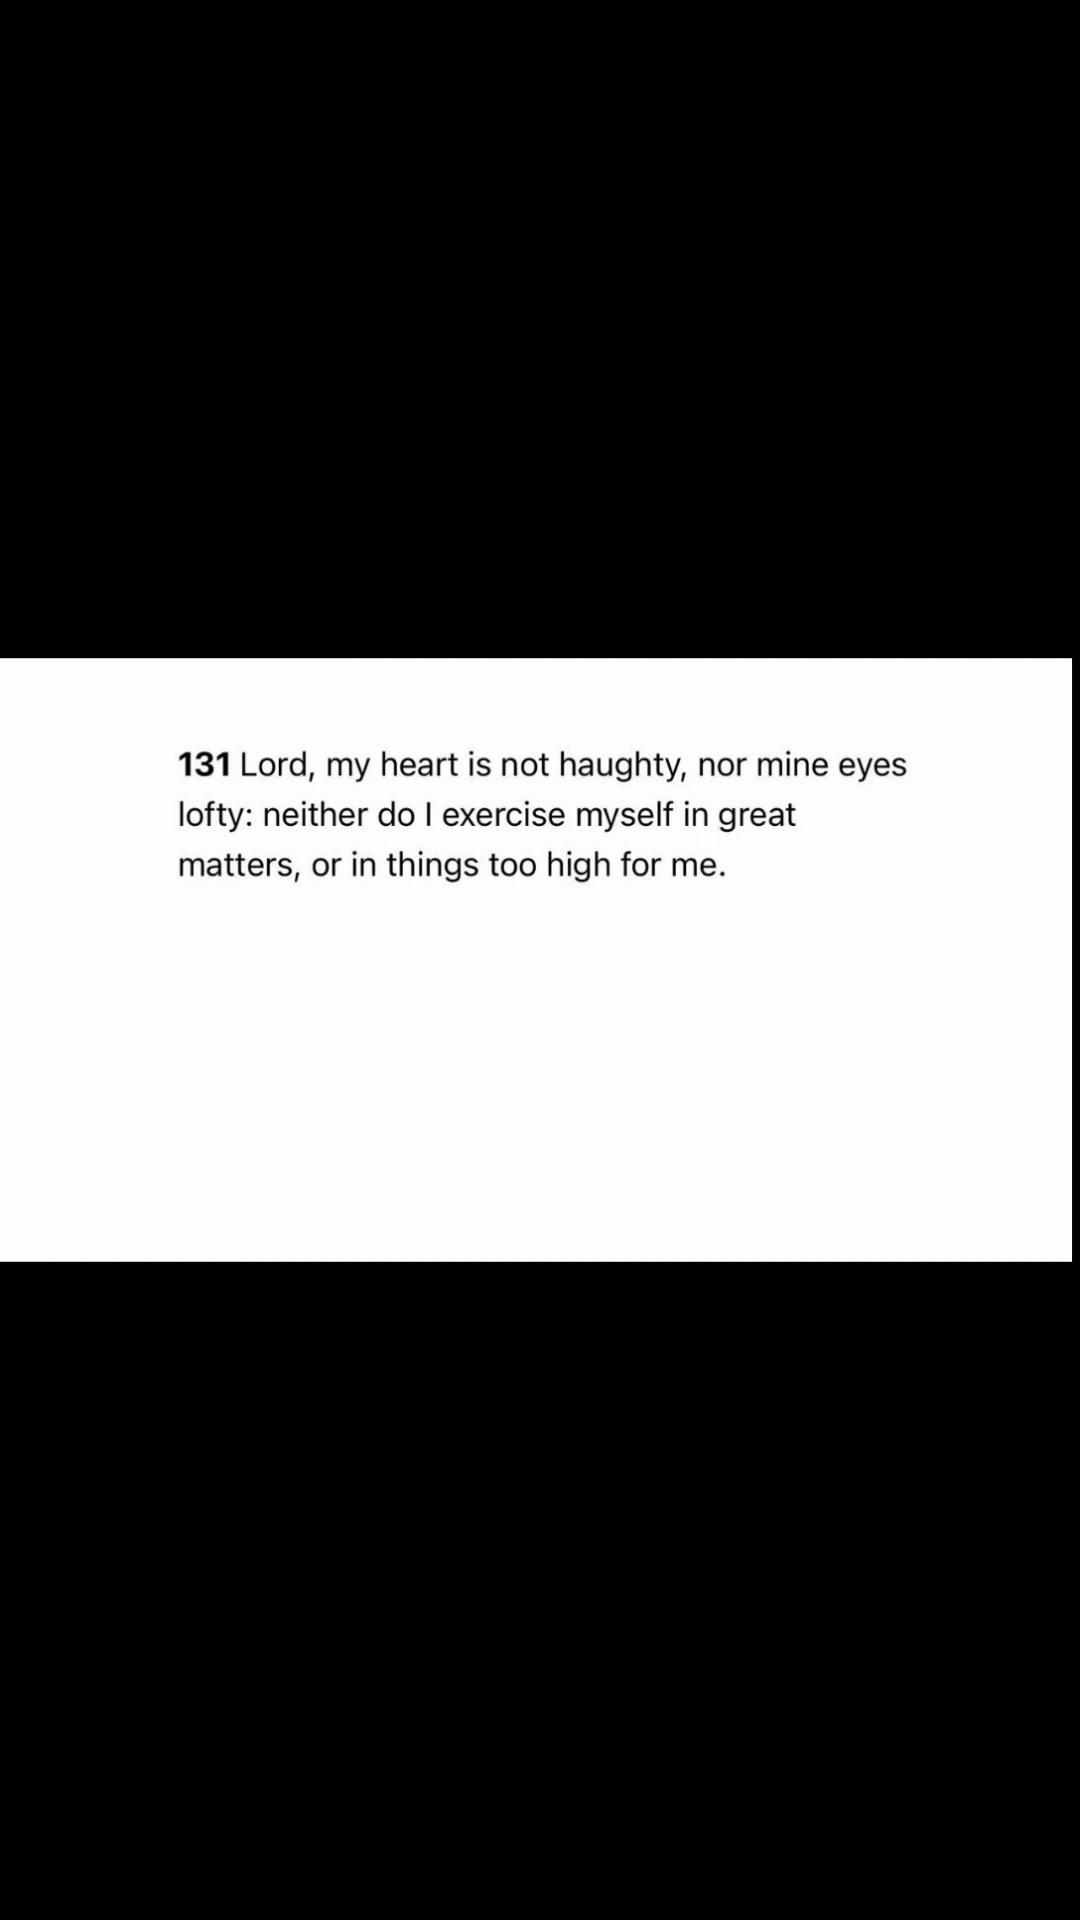 131 Lord, my heart is not haughty, nor mine eyes
lofty: neither do I exercise myself in great
matters, or in things too high for me.